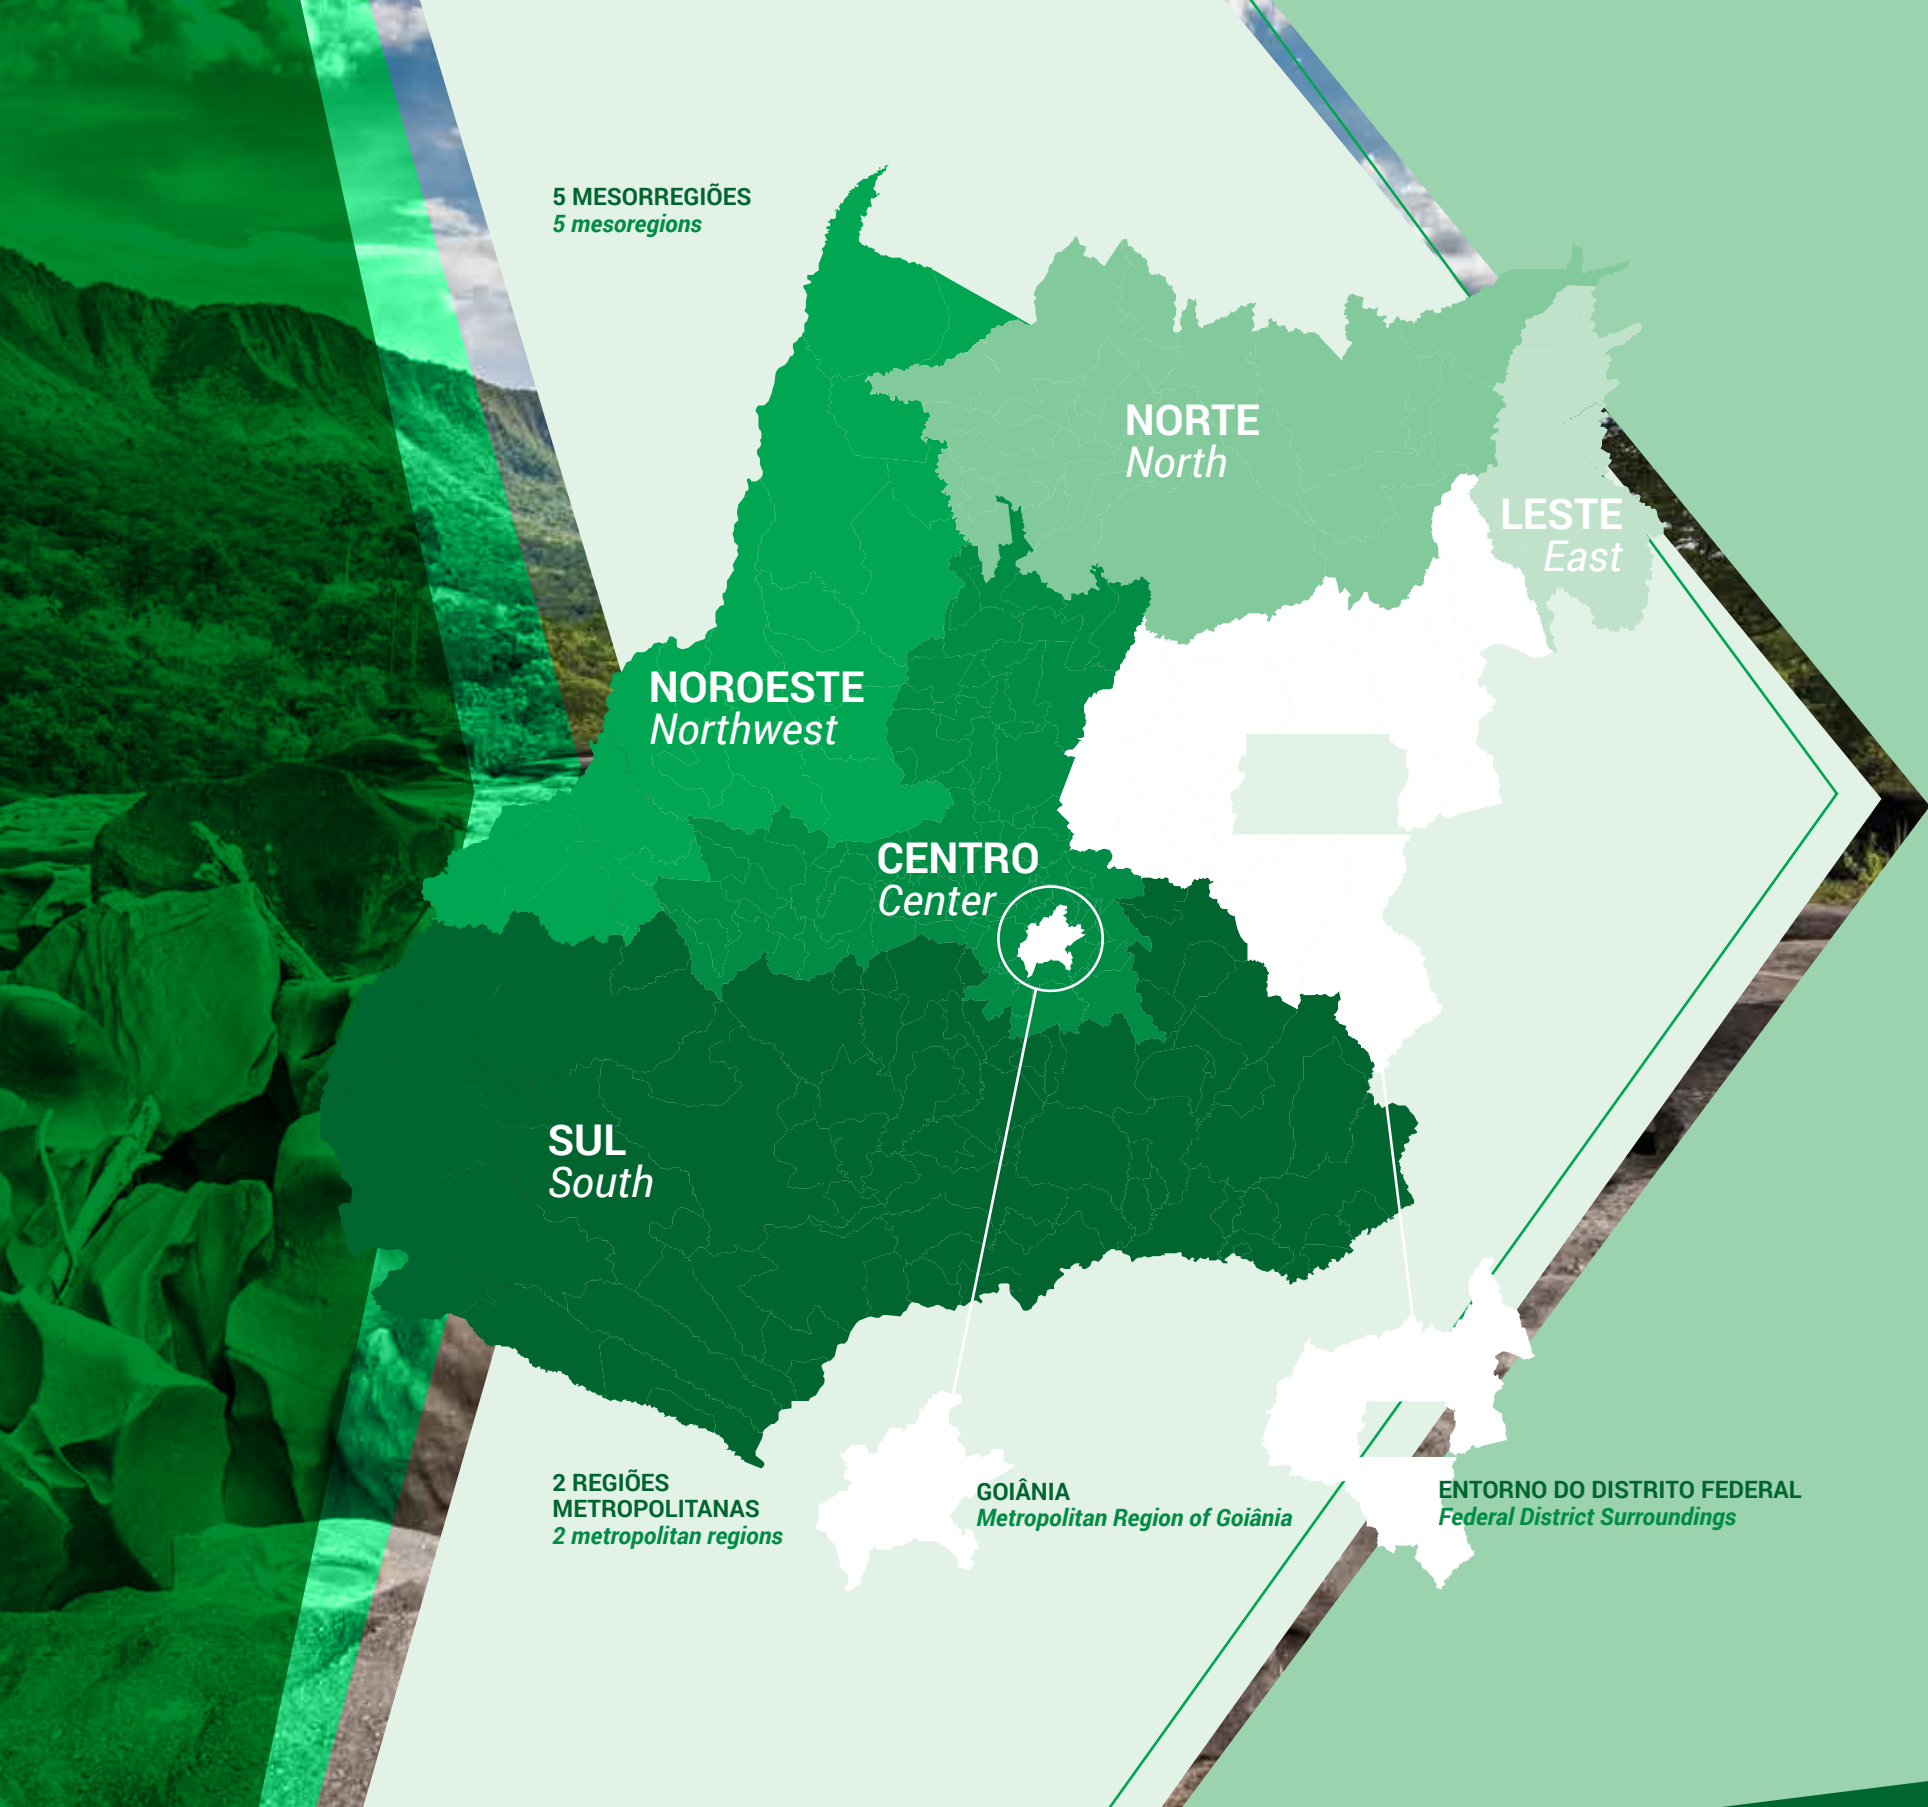 5 MESORREGIÕES
5 mesoregions
NORTE
North
LESTE
East
NOROESTE
Northwest
CENTRO
Center
SUL
South
2 REGIÕES
METROPOLITANAS
2 metropolitan regions
GOIÂNIA
Metropolitan Region of Goiânia
ENTORNO DO DISTRITO FEDERAL
Federal District Surroundings